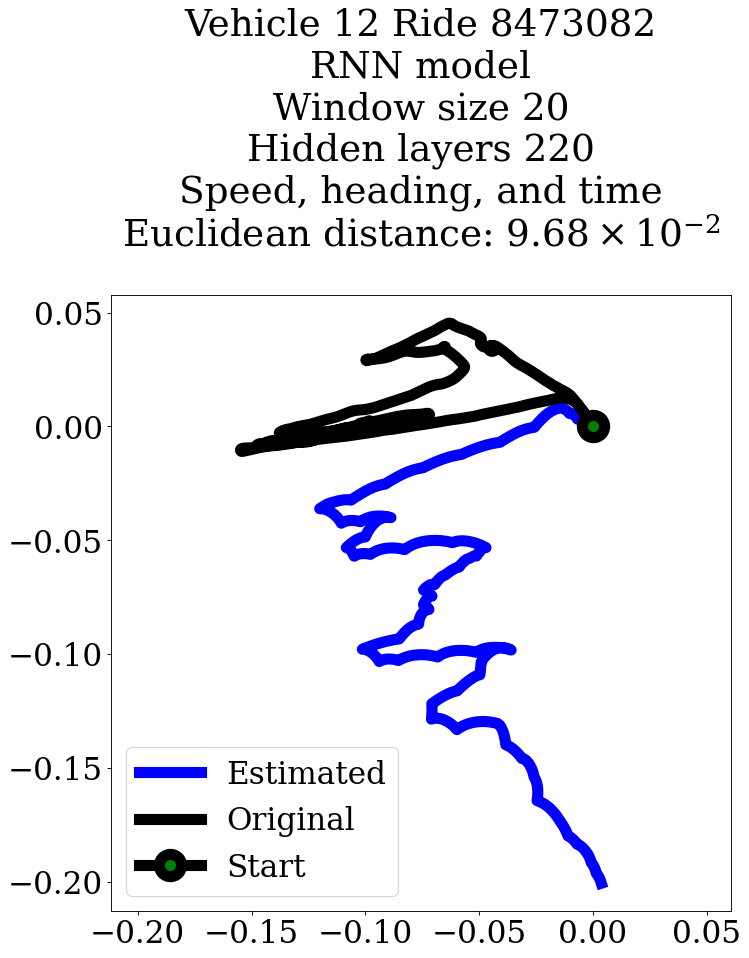 Vehicle 12 Ride 8473082
RNN model
Window size 20
Hidden layers 220
Speed, heading, and time
Euclidean distance: 9.68 × 10⁻²
0.05
0.00
−0.05
−0.10
−0.15
−0.20
Estimated
Original
Start
−0.20 −0.15 −0.10 −0.05 0.00 0.05